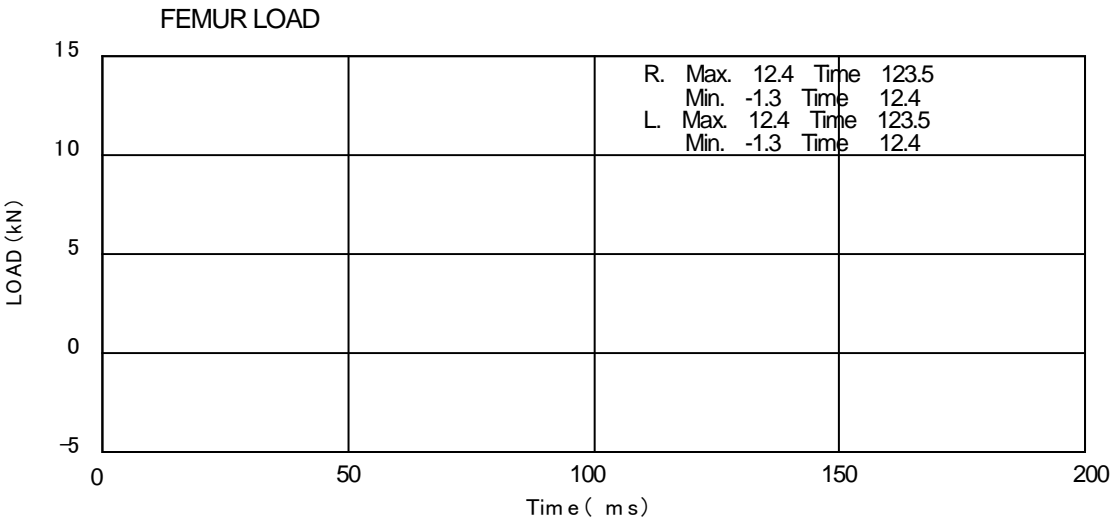 FEMUR LOAD
15
R. Max. 12.4 Time 123.5
Min. -1.3 Time 12.4
L. Max. 12.4 Time 123.5
Min. -1.3 Time 12.4
10
LOAD (kN)
5
0
-5
0 50 100 150 200
Time ( ms)